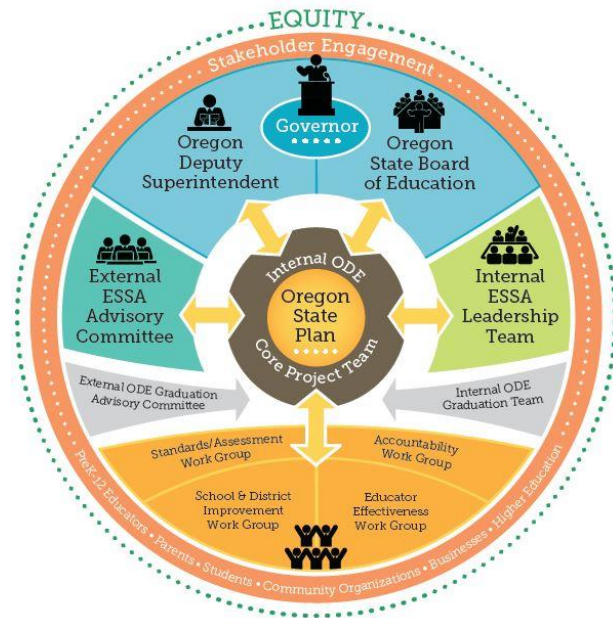 EQUITY
Stakeholder Engagement
Governor
Oregon
Deputy
Superintendent
Oregon
State Board
of Education
External
ESSA
Advisory
Committee
Internal ODE
Oregon
State
Plan
Core Project Team
Internal
ESSA
Leadership
Team
External ODE Graduation
Advisory Committee
Internal ODE
Graduation Team
Standards/Assessment
Work Group
Accountability
Work Group
School & District
Improvement
Work Group
Educator
Effectiveness
Work Group
PreK-12 Educators • Parents • Students • Community Organizations • Businesses • Higher Education